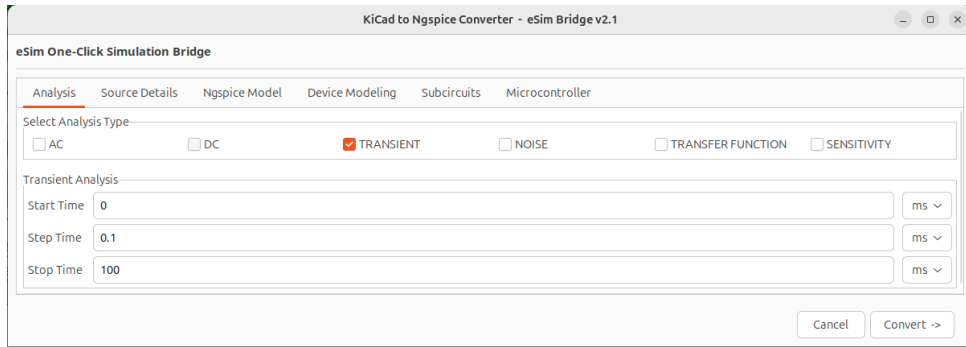 KiCad to Ngspice Converter - eSim Bridge v2.1
eSim One-Click Simulation Bridge
Analysis Source Details Ngspice Model Device Modeling Subcircuits Microcontroller
Select Analysis Type
AC DC TRANSIENT NOISE TRANSFER FUNCTION SENSITIVITY
Transient Analysis
Start Time 0 ms
Step Time 0.1 ms
Stop Time 100 ms
Cancel Convert ->